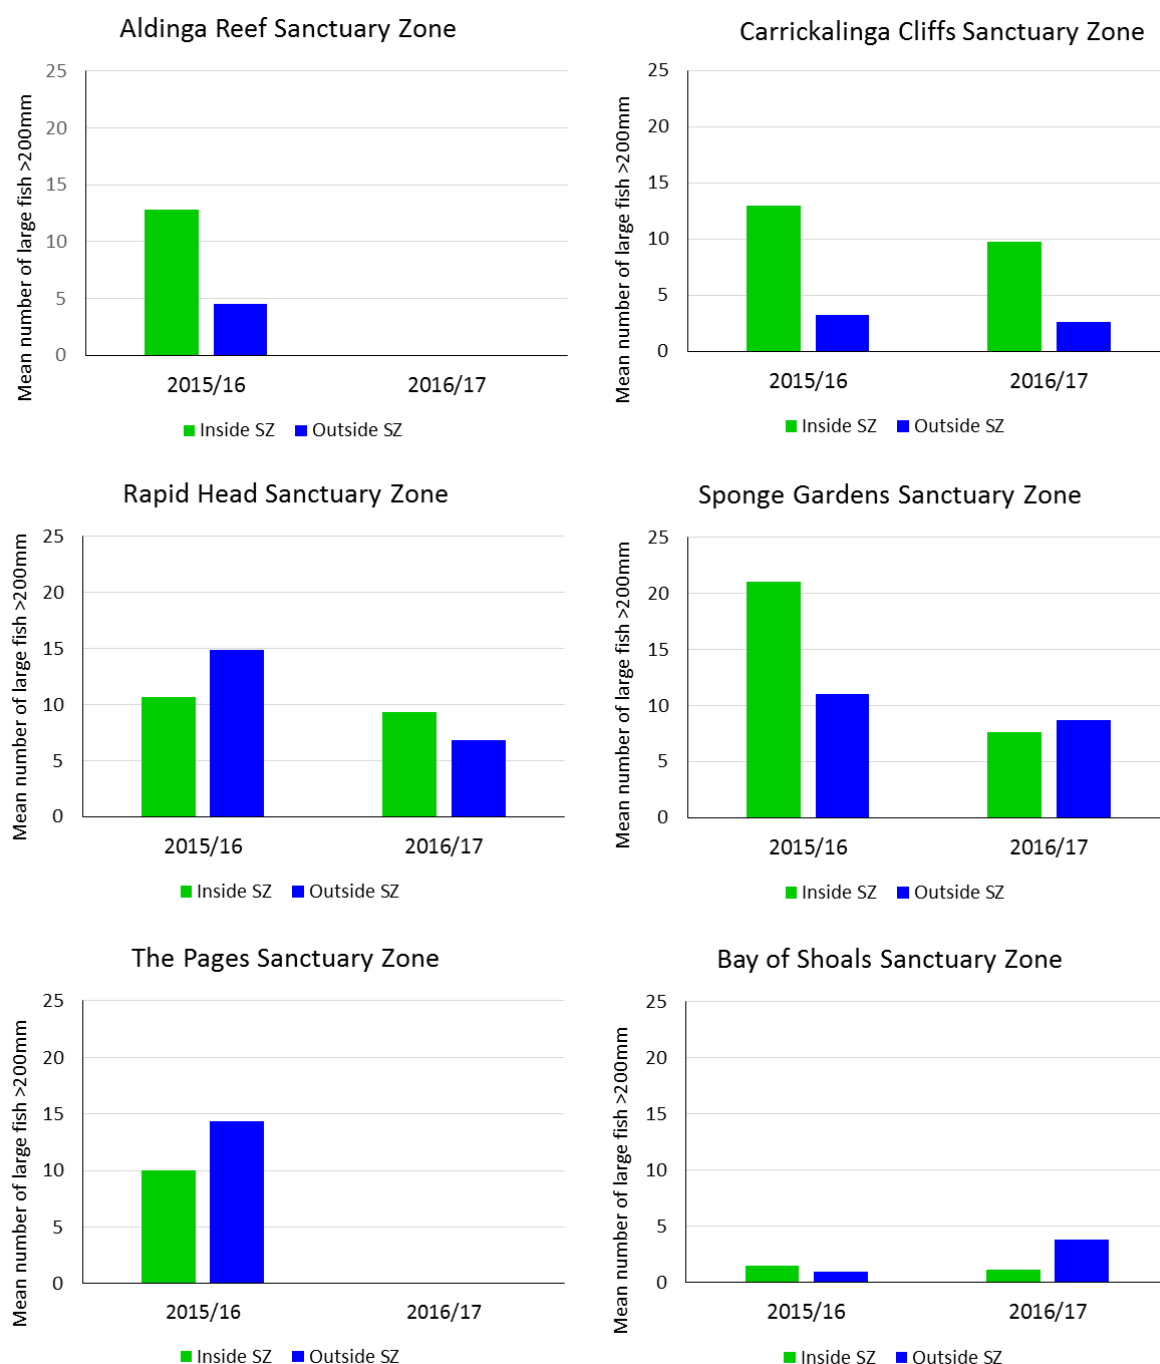 Aldinga Reef Sanctuary Zone
Mean number of large fish >200mm
25
20
15
10
5
0
2015/16
2016/17
Inside SZ
Outside SZ
Carrickalinga Cliffs Sanctuary Zone
Mean number of large fish >200mm
25
20
15
10
5
0
2015/16
2016/17
Inside SZ
Outside SZ
Rapid Head Sanctuary Zone
Mean number of large fish >200mm
25
20
15
10
5
0
2015/16
2016/17
Inside SZ
Outside SZ
Sponge Gardens Sanctuary Zone
Mean number of large fish >200mm
25
20
15
10
5
0
2015/16
2016/17
Inside SZ
Outside SZ
The Pages Sanctuary Zone
Mean number of large fish >200mm
25
20
15
10
5
0
2015/16
2016/17
Inside SZ
Outside SZ
Bay of Shoals Sanctuary Zone
Mean number of large fish >200mm
25
20
15
10
5
0
2015/16
2016/17
Inside SZ
Outside SZ